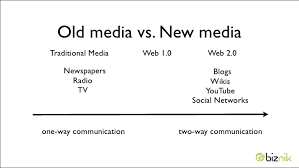 Old media vs. New media
Traditional Media Web 1.0 Web 2.0
Newspapers
Radio
TV
Blogs
Wikis
YouTube
Social Networks
one-way communication two-way communication
biznik